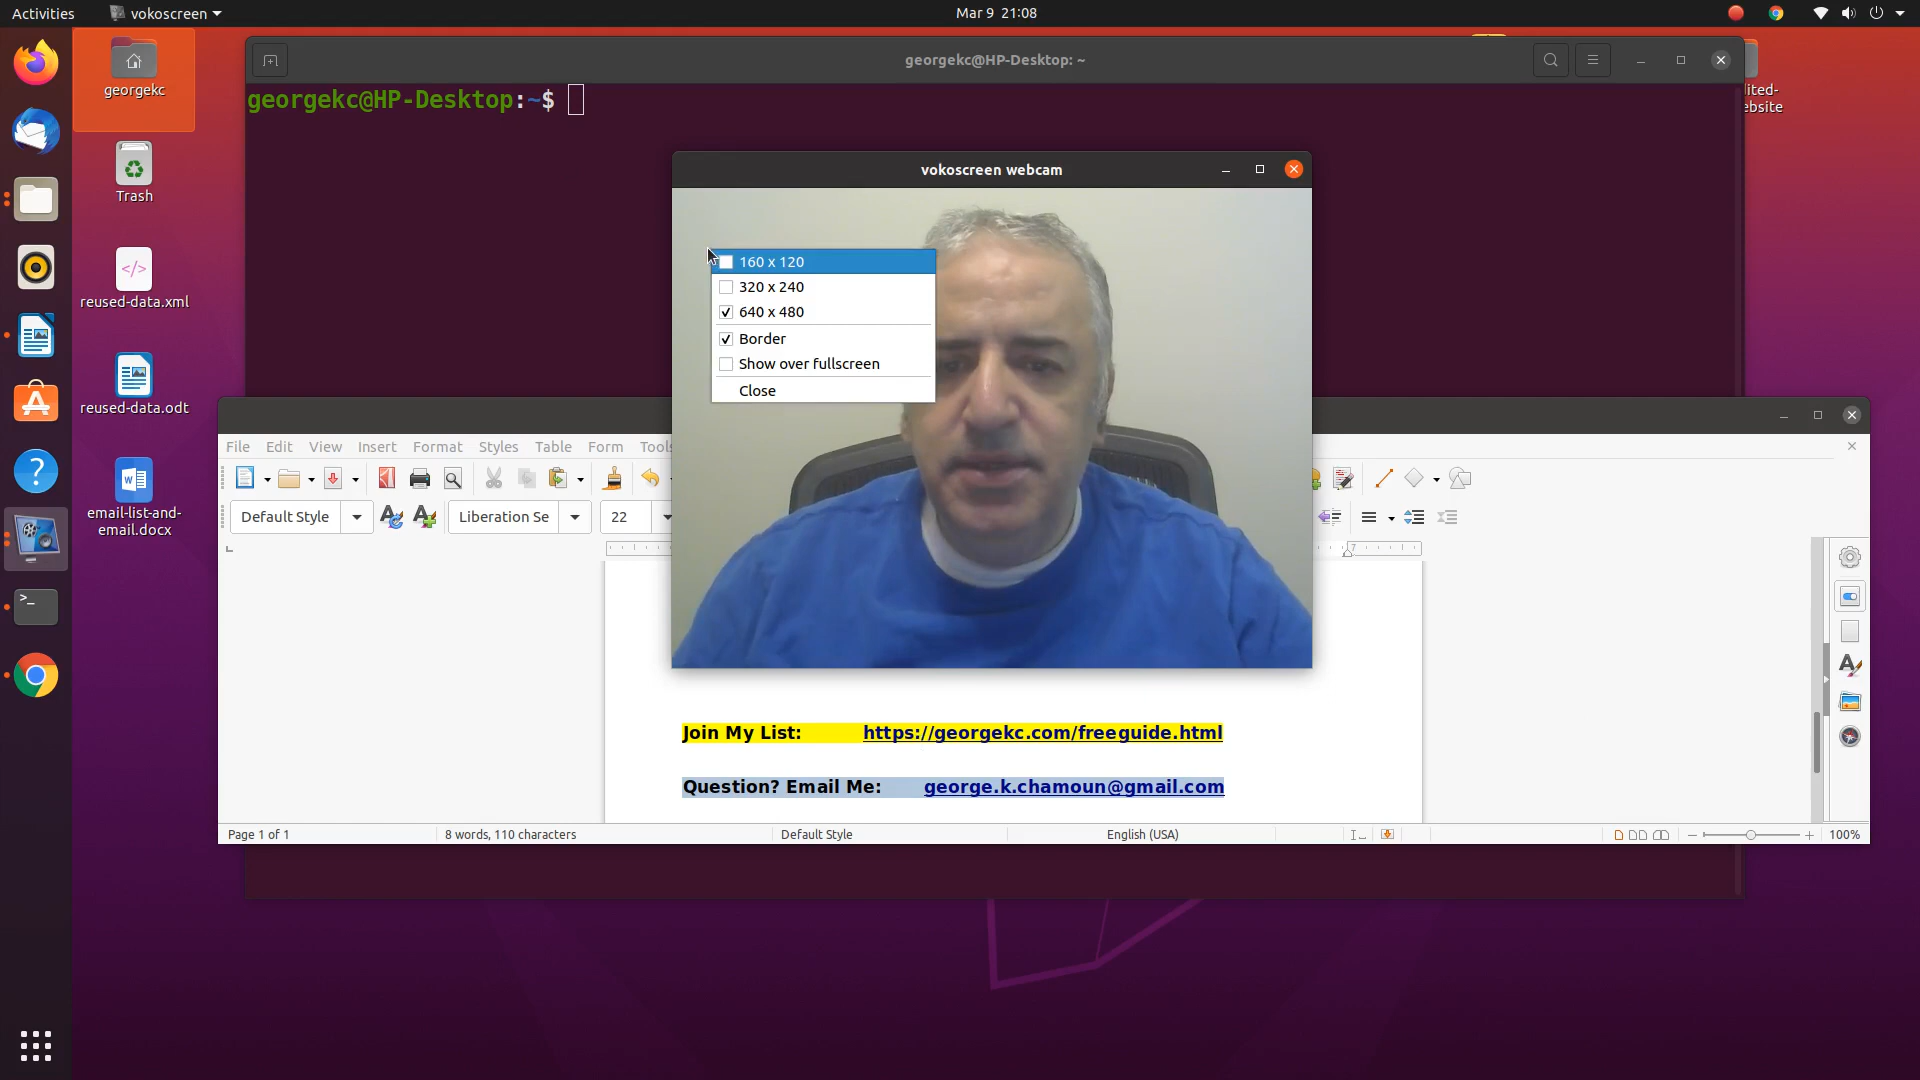 Activities
vokoscreen
Mar 9 21:08
georgekc
Trash
reused-data.xml
reused-data.odt
email-list-and-
email.docx
georgekc@HP-Desktop: ~
georgekc@HP-Desktop:~$
vokoscreen webcam
160 x 120
320 x 240
640 x 480
Border
Show over fullscreen
Close
File Edit View Insert Format Styles Table Form Tools
Default Style
Liberation Se
22
7
Join My List: https://georgekc.com/freeguide.html
Question? Email Me: george.k.chamoun@gmail.com
Page 1 of 1
8 words, 110 characters
Default Style
English (USA)
100%